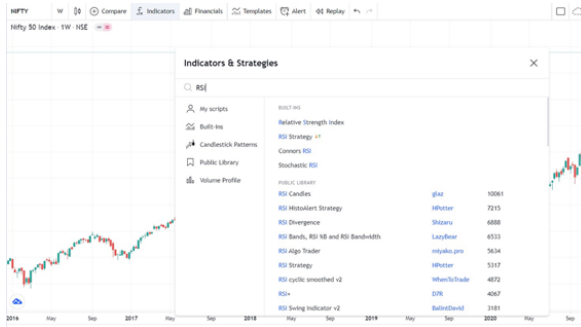 NIFTY W Compare Indicators Financials Templates Alert Replay
Nifty 50 Index · 1W · NSE
Indicators & Strategies
RSI
My scripts
Built-ins
Candlestick Patterns
Public Library
Volume Profile
BUILT-INS
Relative Strength Index
RSI Strategy
Connors RSI
Stochastic RSI
PUBLIC LIBRARY
RSI Candles glaz 10061
RSI HistoAlert Strategy HPotter 7215
RSI Divergence Shizaru 6888
RSI Bands, RSI %B and RSI Bandwidth LazyBear 6533
RSI Algo Trader miyako.pro 5634
RSI Strategy HPotter 5317
RSI cyclic smoothed v2 WhenToTrade 4872
RSI+ D7R 4067
RSI Swing Indicator v2 BalintDavid 3181
2016 May Sep 2017 May Sep 2018 May Sep 2019 May Sep 2020 May Sep